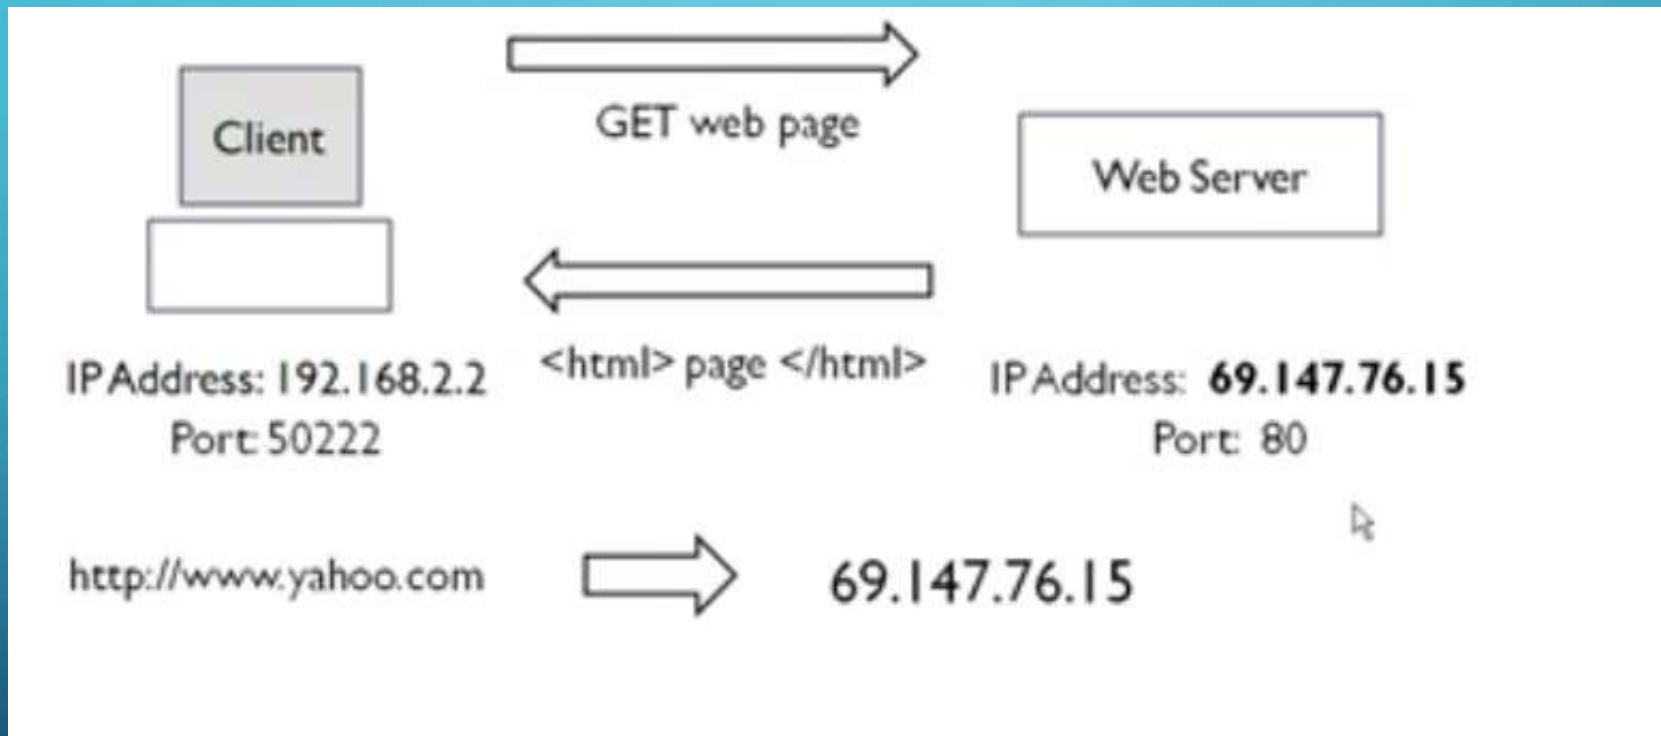 Client
GET web page
Web Server
<html> page </html>
IP Address: 192.168.2.2
Port: 50222
IP Address: 69.147.76.15
Port: 80
http://www.yahoo.com
69.147.76.15